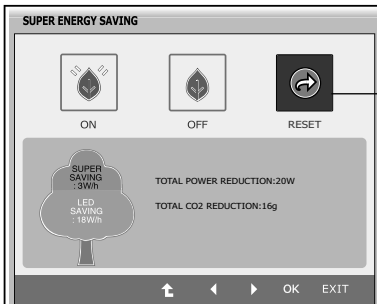 SUPER ENERGY SAVING
ON OFF RESET
SUPER
SAVING
: 3W/h
LED
SAVING
: 18W/h
TOTAL POWER REDUCTION:20W
TOTAL CO2 REDUCTION:16g
OK EXIT